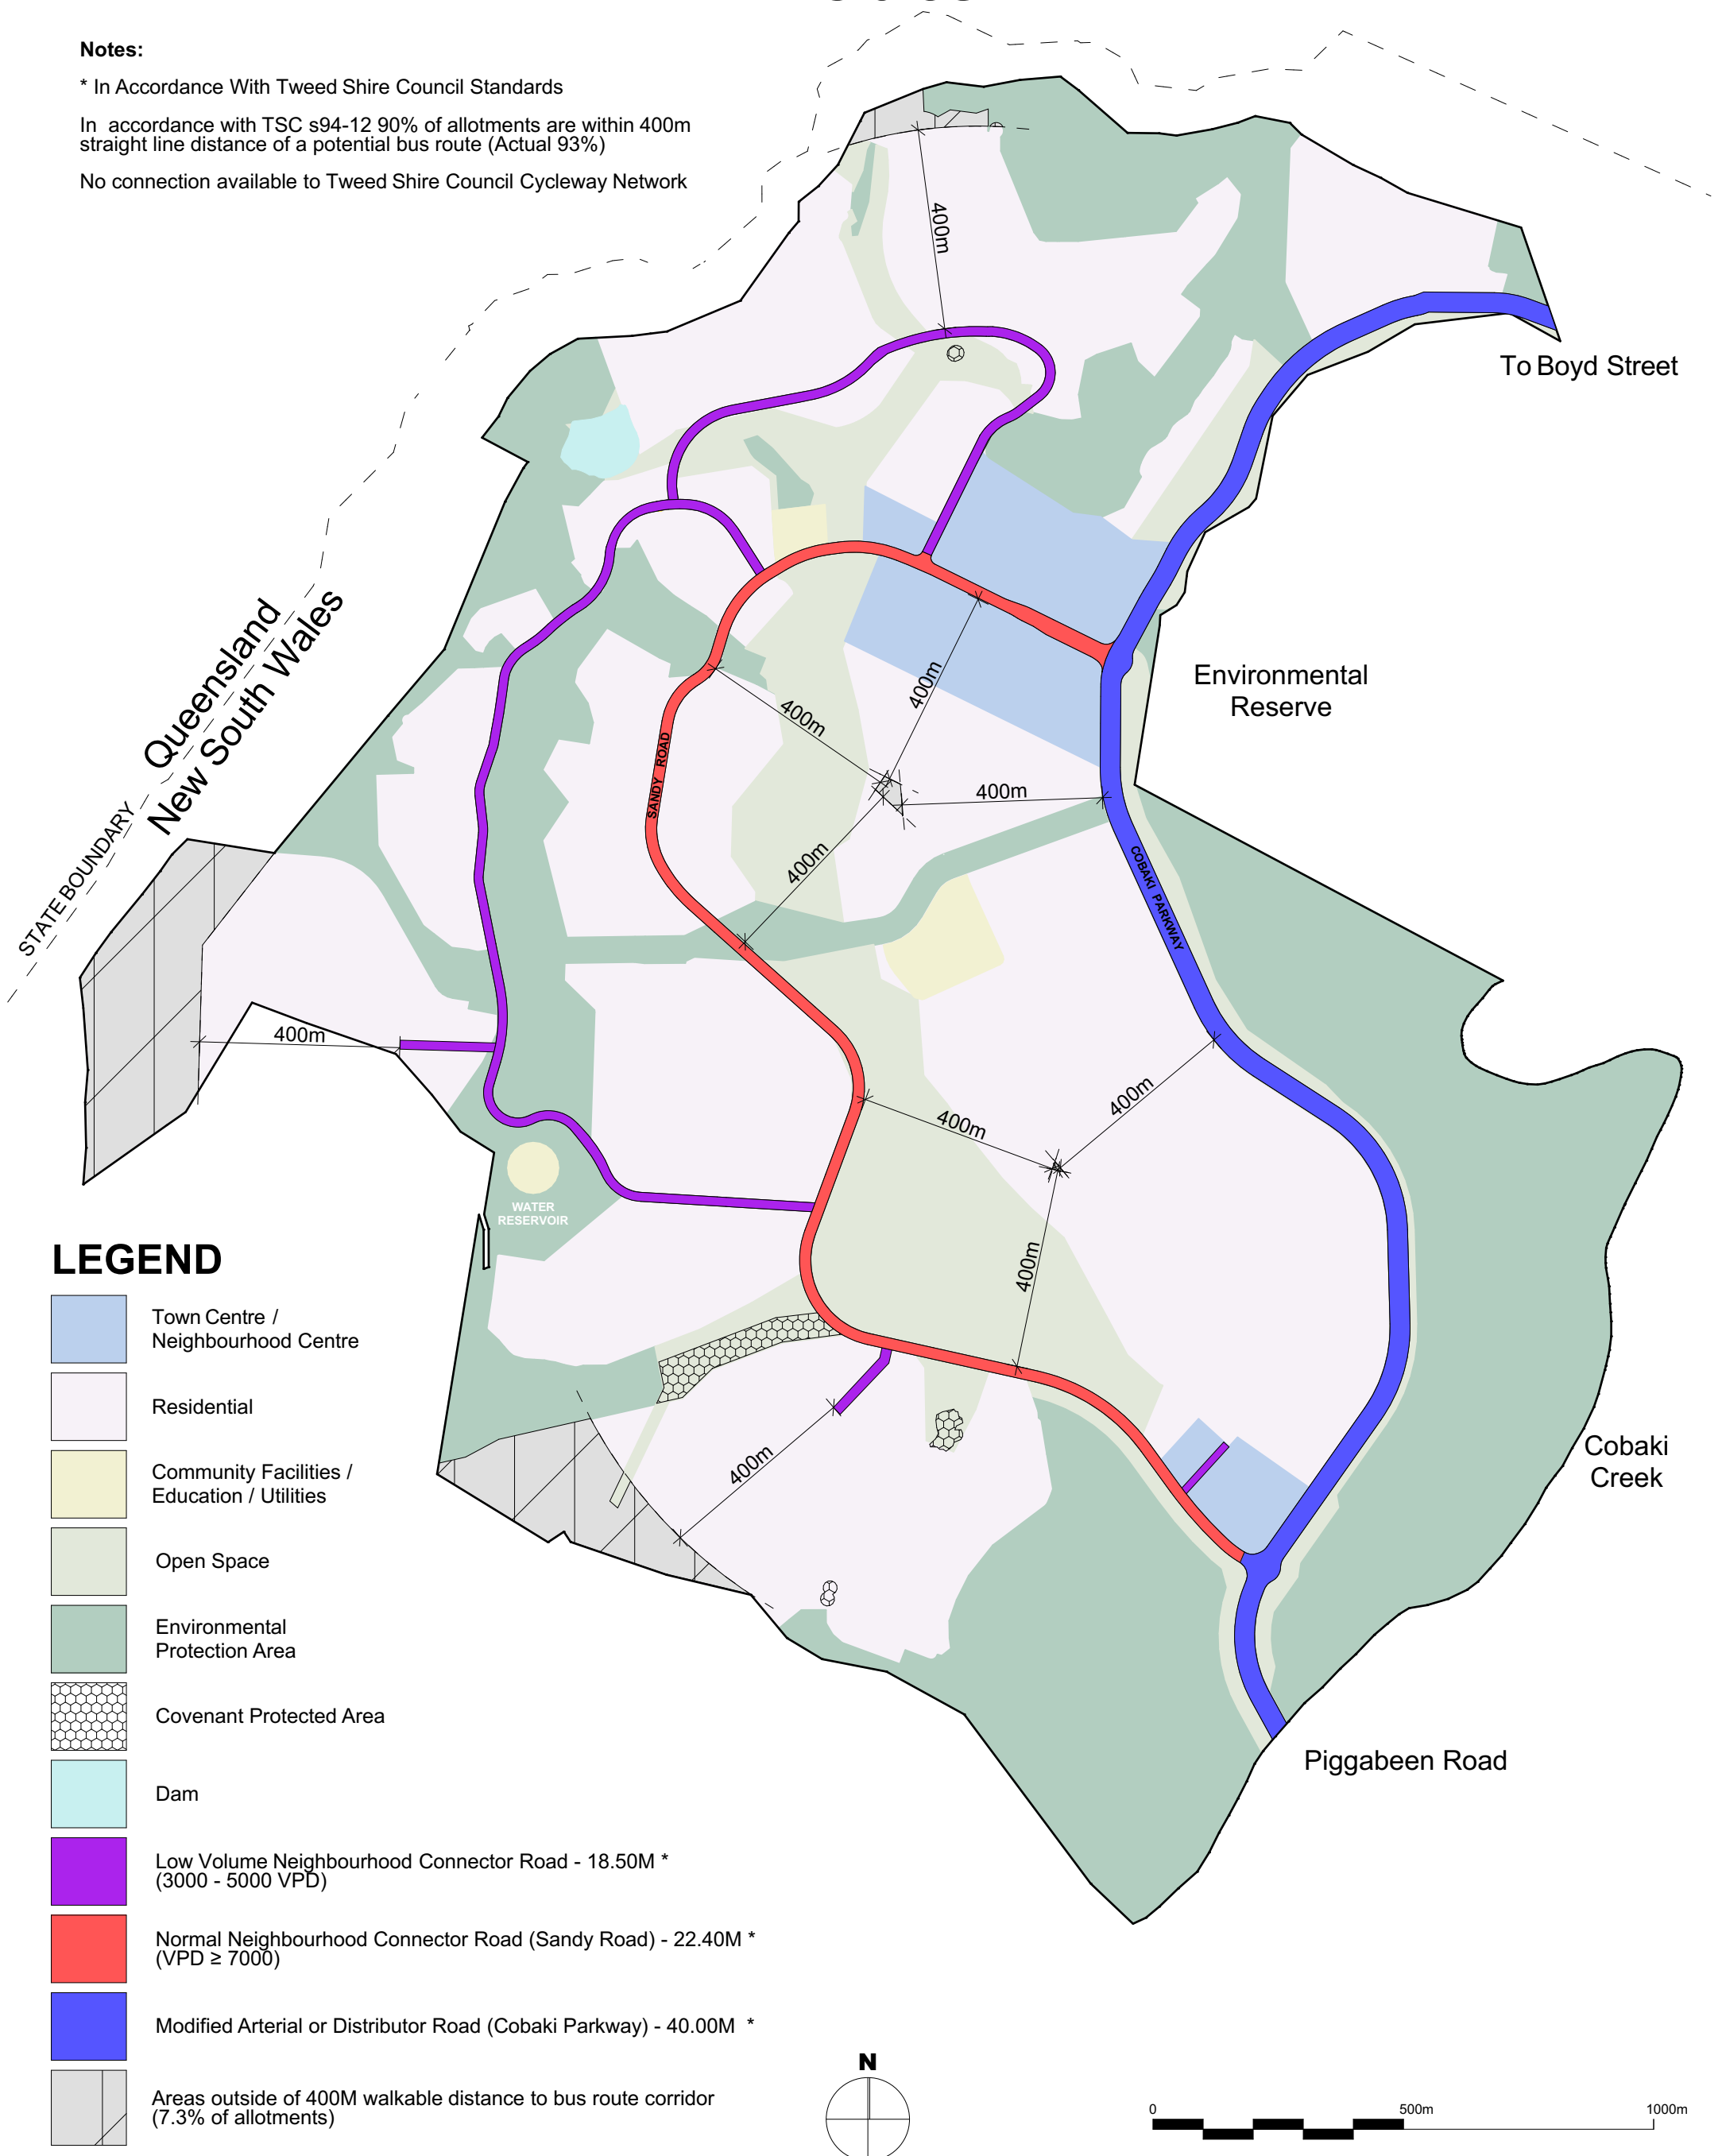 Notes:
* In Accordance With Tweed Shire Council Standards
In accordance with TSC s94-12 90% of allotments are within 400m
straight line distance of a potential bus route (Actual 93%)
No connection available to Tweed Shire Council Cycleway Network
400m
To Boyd Street
Queensland
New South Wales
STATE BOUNDARY
Environmental
Reserve
400m
400m
SANDY ROAD
400m
400m
COBAKI PARKWAY
400m
400m
400m
400m
WATER
RESERVOIR
400m
Cobaki
Creek
Piggabeen Road
LEGEND
Town Centre /
Neighbourhood Centre
Residential
Community Facilities /
Education / Utilities
Open Space
Environmental
Protection Area
Covenant Protected Area
Dam
Low Volume Neighbourhood Connector Road - 18.50M *
(3000 - 5000 VPD)
Normal Neighbourhood Connector Road (Sandy Road) - 22.40M *
(VPD ≥ 7000)
Modified Arterial or Distributor Road (Cobaki Parkway) - 40.00M *
Areas outside of 400M walkable distance to bus route corridor
(7.3% of allotments)
N
0 500m 1000m